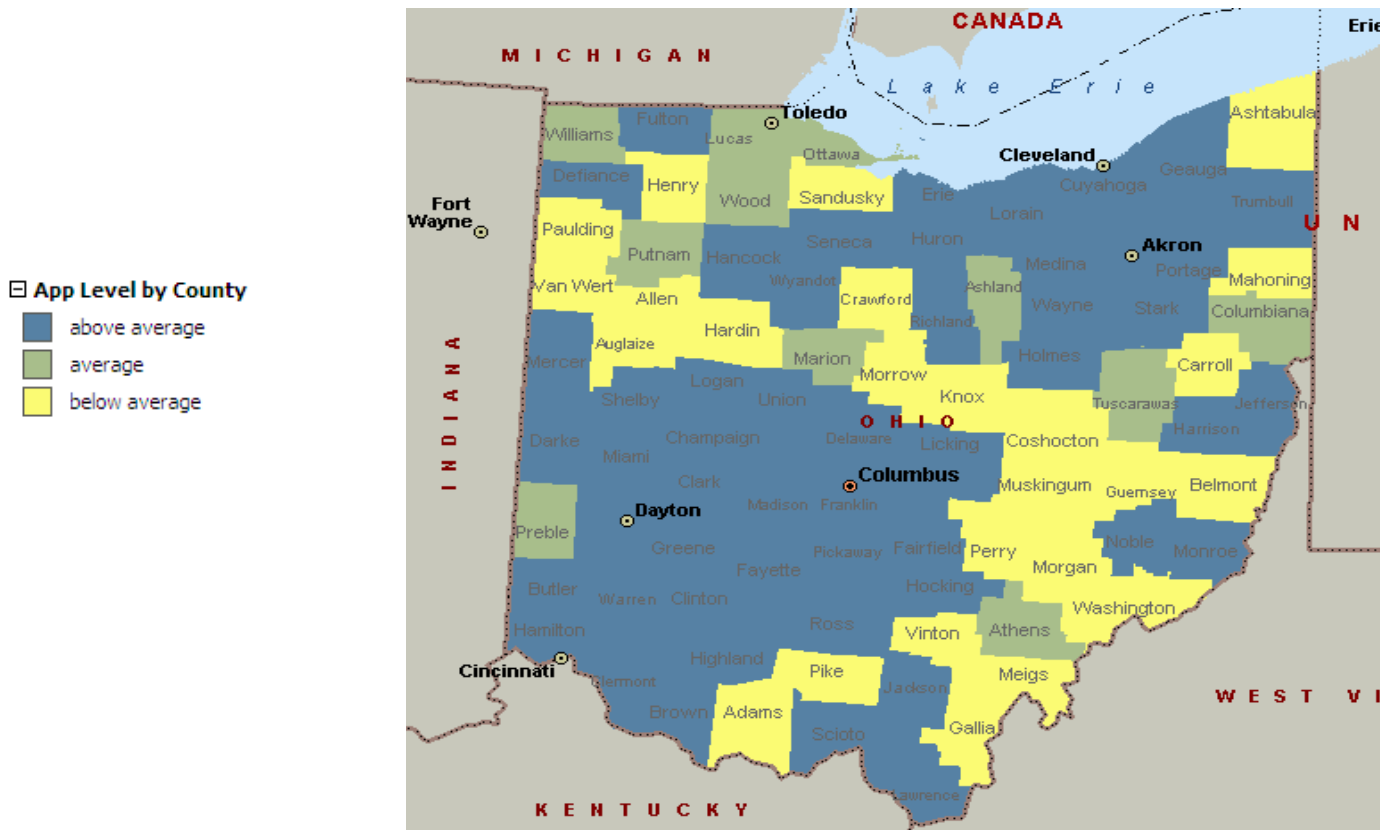 App Level by County
above average
average
below average
CANADA
Erie
MICHIGAN
Lake Erie
Toledo
Ashtabula
Fulton
Williams
Lucas
Ottawa
Cleveland
Geauga
Cuyahoga
Defiance
Henry
Sandusky
Erie
Trumbull
Wood
Lorain
Fort
Wayne
UN
Paulding
Seneca
Huron
Akron
Putnam
Hancock
Medina
Portage
Mahoning
Wyandot
Van Wert
Allen
Crawford
Ashland
Wayne
Stark
Columbiana
Hardin
Richland
Auglaize
Marion
Holmes
Mercer
Morrow
Carroll
INDIANA
Logan
Union
Knox
Shelby
Tuscarawas
Jefferson
OHIO
Harrison
Darke
Champaign
Delaware
Licking
Coshocton
Miami
Clark
Columbus
Muskingum
Guernsey
Belmont
Dayton
Madison
Franklin
Preble
Greene
Pickaway
Fairfield
Perry
Noble
Monroe
Fayette
Morgan
Butler
Warren
Clinton
Hocking
Washington
Hamilton
Ross
Vinton
Athens
Cincinnati
Highland
Pike
Meigs
Clermont
Jackson
WEST VI
Brown
Adams
Scioto
Gallia
Lawrence
KENTUCKY